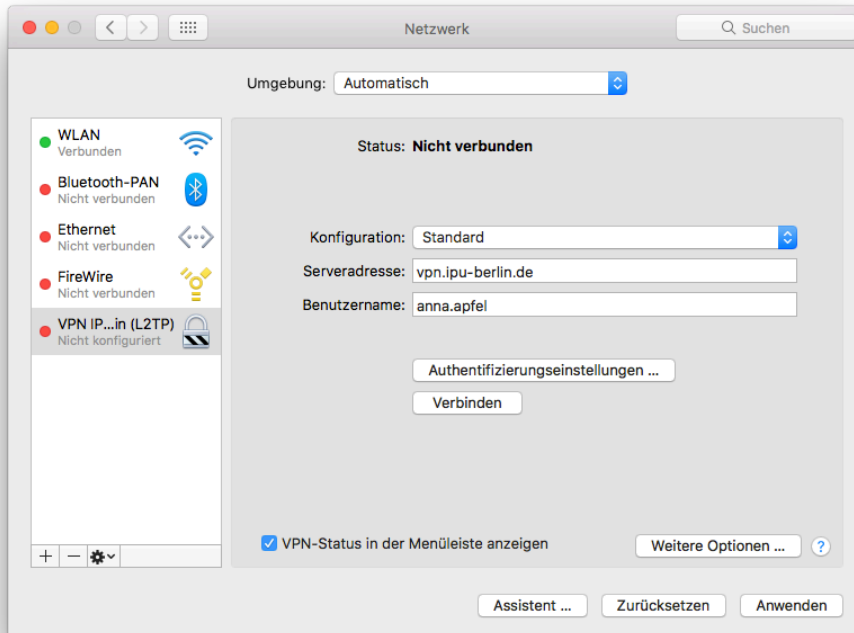 Netzwerk
Suchen
Umgebung: Automatisch
WLAN
Verbunden
Bluetooth-PAN
Nicht verbunden
Ethernet
Nicht verbunden
FireWire
Nicht verbunden
VPN IP...in (L2TP)
Nicht konfiguriert
Status: Nicht verbunden
Konfiguration: Standard
Serveradresse: vpn.ipu-berlin.de
Benutzername: anna.apfel
Authentifizierungseinstellungen ...
Verbinden
VPN-Status in der Menüleiste anzeigen
Weitere Optionen ... ?
Assistent ... Zurücksetzen Anwenden